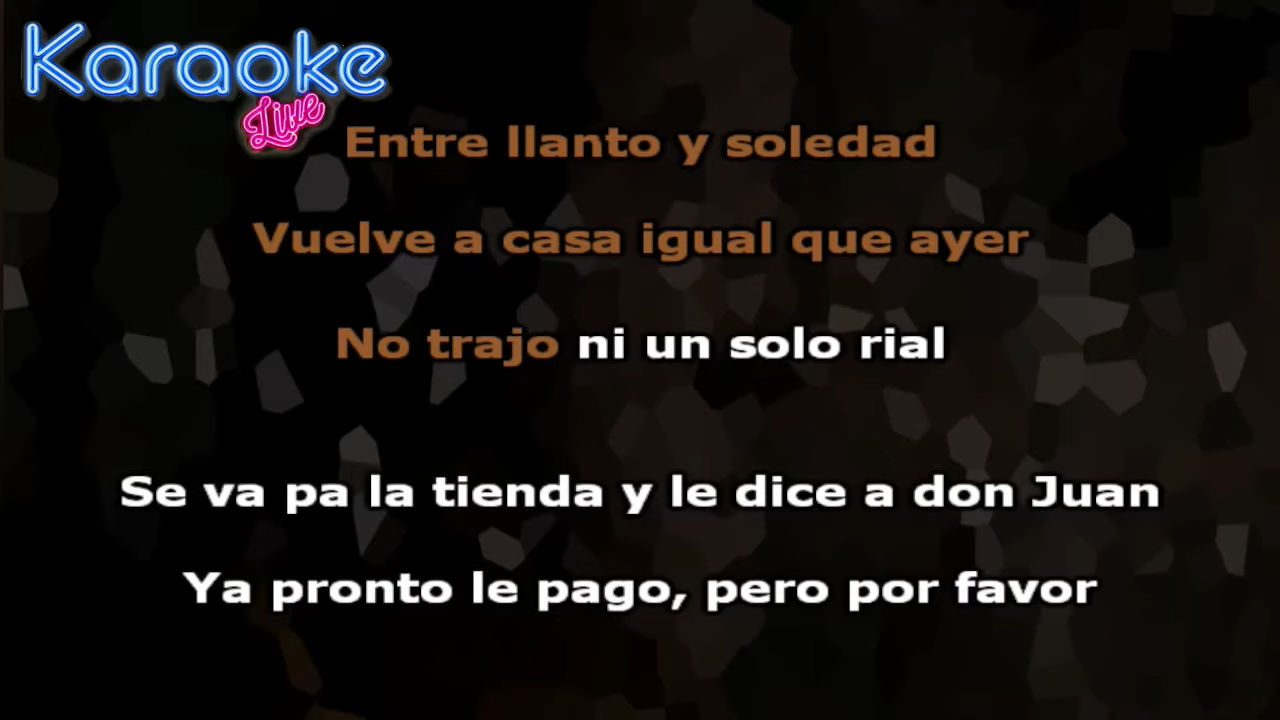 Karaoke
Live
Entre llanto y soledad
Vuelve a casa igual que ayer
No trajo ni un solo rial
Se va pa la tienda y le dice a don Juan
Ya pronto le pago, pero por favor